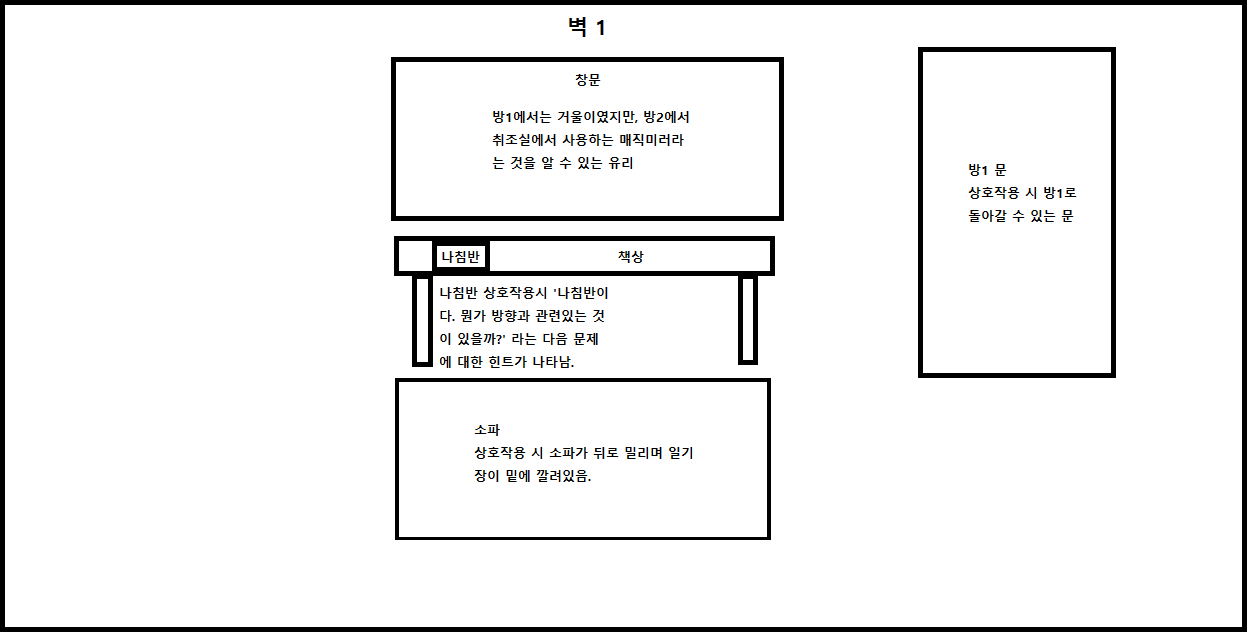 벽 1
창문
방1에서는 거울이였지만, 방2에서
취조실에서 사용하는 매직미러라
는 것을 알 수 있는 유리
방1 문
상호작용 시 방1로
돌아갈 수 있는 문
나침반
책상
나침반 상호작용시 '나침반이
다. 뭔가 방향과 관련있는 것
이 있을까?' 라는 다음 문제
에 대한 힌트가 나타남.
소파
상호작용 시 소파가 뒤로 밀리며 일기
장이 밑에 깔려있음.